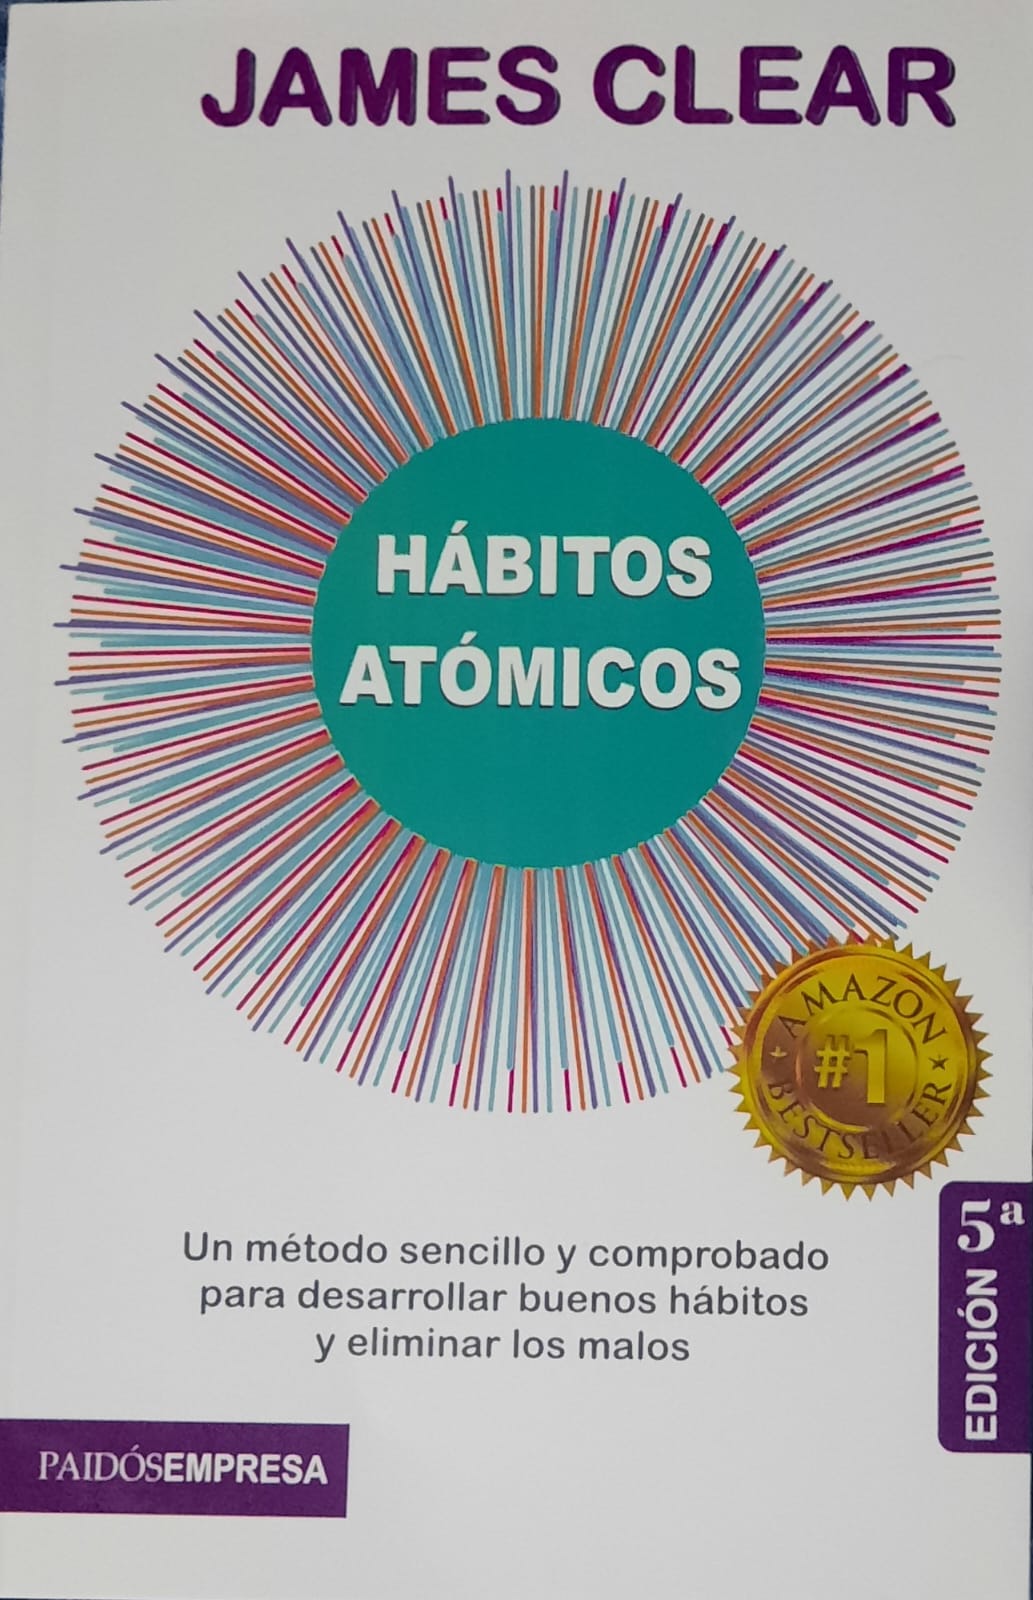 JAMES CLEAR
HÁBITOS
ATÓMICOS
AMAZON
#1
BESTSELLER
Un método sencillo y comprobado
para desarrollar buenos hábitos
y eliminar los malos
EDICIÓN 5ª
PAIDÓSEMPRESA